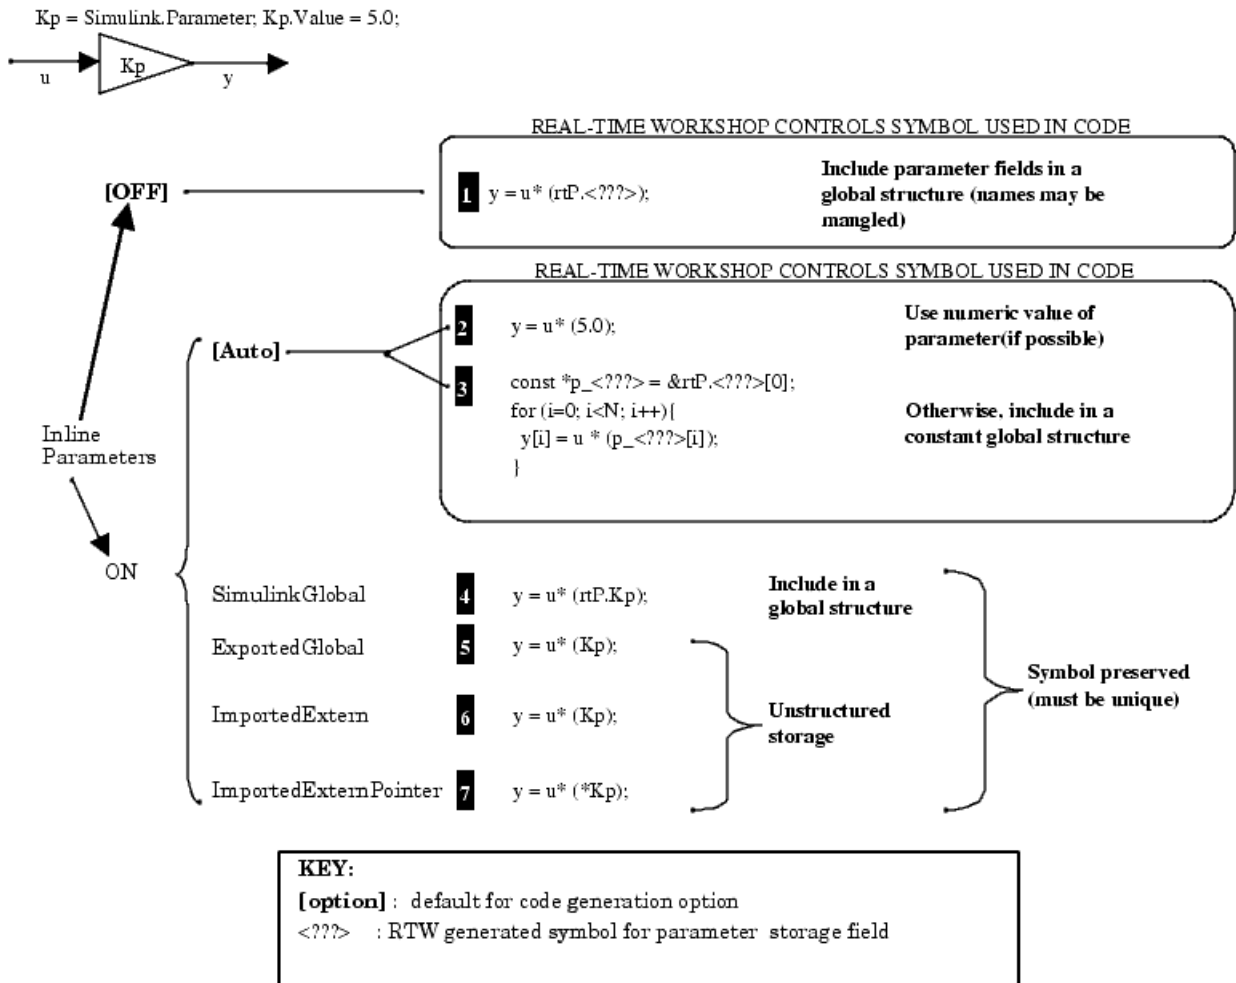 Kp = Simulink.Parameter; Kp.Value = 5.0;
Kp
u
y
REAL-TIME WORKSHOP CONTROLS SYMBOL USED IN CODE
[OFF]
1 y = u* (rtP.<???>);
Include parameter fields in a
global structure (names may be
mangled)
REAL-TIME WORKSHOP CONTROLS SYMBOL USED IN CODE
[Auto]
2 y = u* (5.0);
Use numeric value of
parameter(if possible)
3 const *p_<???> = &rtP.<???>[0];
for (i=0; i<N; i++){
y[i] = u * (p_<???>[i]);
}
Otherwise, include in a
constant global structure
Inline
Parameters
ON
SimulinkGlobal 4 y = u* (rtP.Kp);
Include in a
global structure
ExportedGlobal 5 y = u* (Kp);
ImportedExtern 6 y = u* (Kp);
Unstructured
storage
Symbol preserved
(must be unique)
ImportedExternPointer 7 y = u* (*Kp);
KEY:
[option] : default for code generation option
<???> : RTW generated symbol for parameter storage field